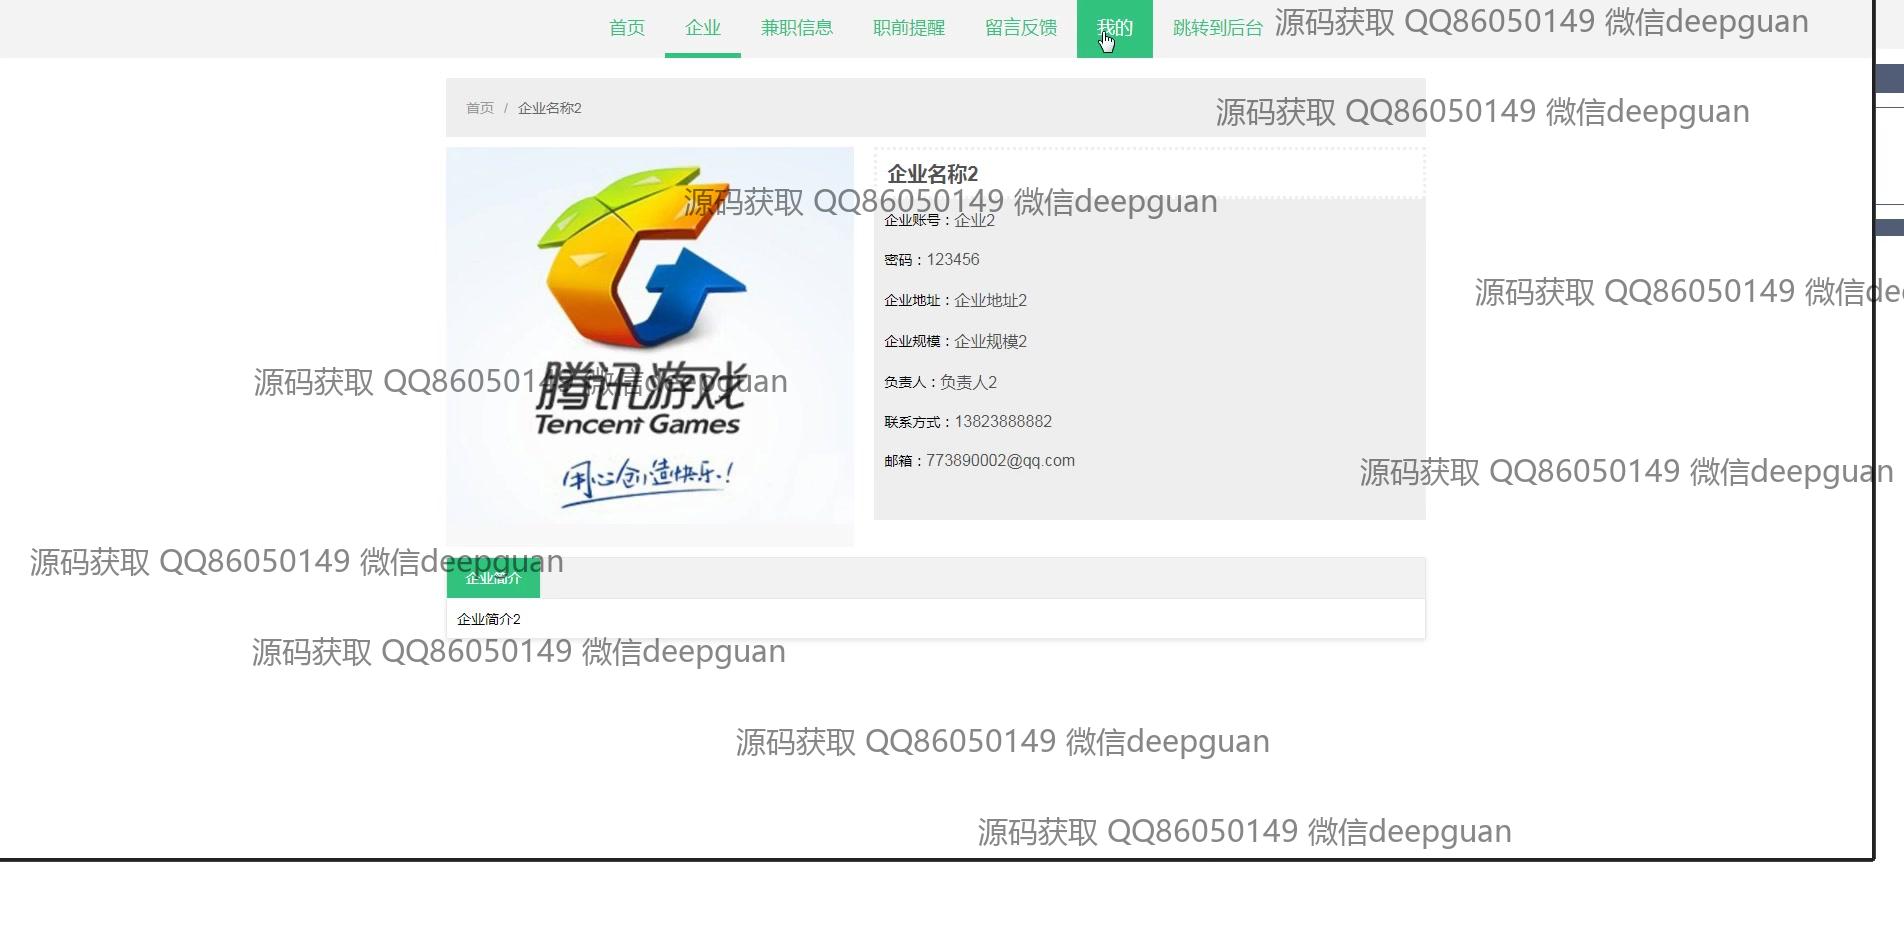 首页 企业 兼职信息 职前提醒 留言反馈 我的 跳转到后台
源码获取 QQ86050149 微信deepguan
首页 / 企业名称2
源码获取 QQ86050149 微信deepguan
企业名称2
源码获取 QQ86050149 微信deepguan
企业账号：企业2
密码：123456
源码获取 QQ86050149 微信de
企业地址：企业地址2
企业规模：企业规模2
负责人：负责人2
源码获取 QQ86050149 微信deepguan
腾讯游戏
Tencent Games
用心创造快乐!
联系方式：13823888882
邮箱：773890002@qq.com
源码获取 QQ86050149 微信deepguan
源码获取 QQ86050149 微信deepguan
企业简介
企业简介2
源码获取 QQ86050149 微信deepguan
源码获取 QQ86050149 微信deepguan
源码获取 QQ86050149 微信deepguan